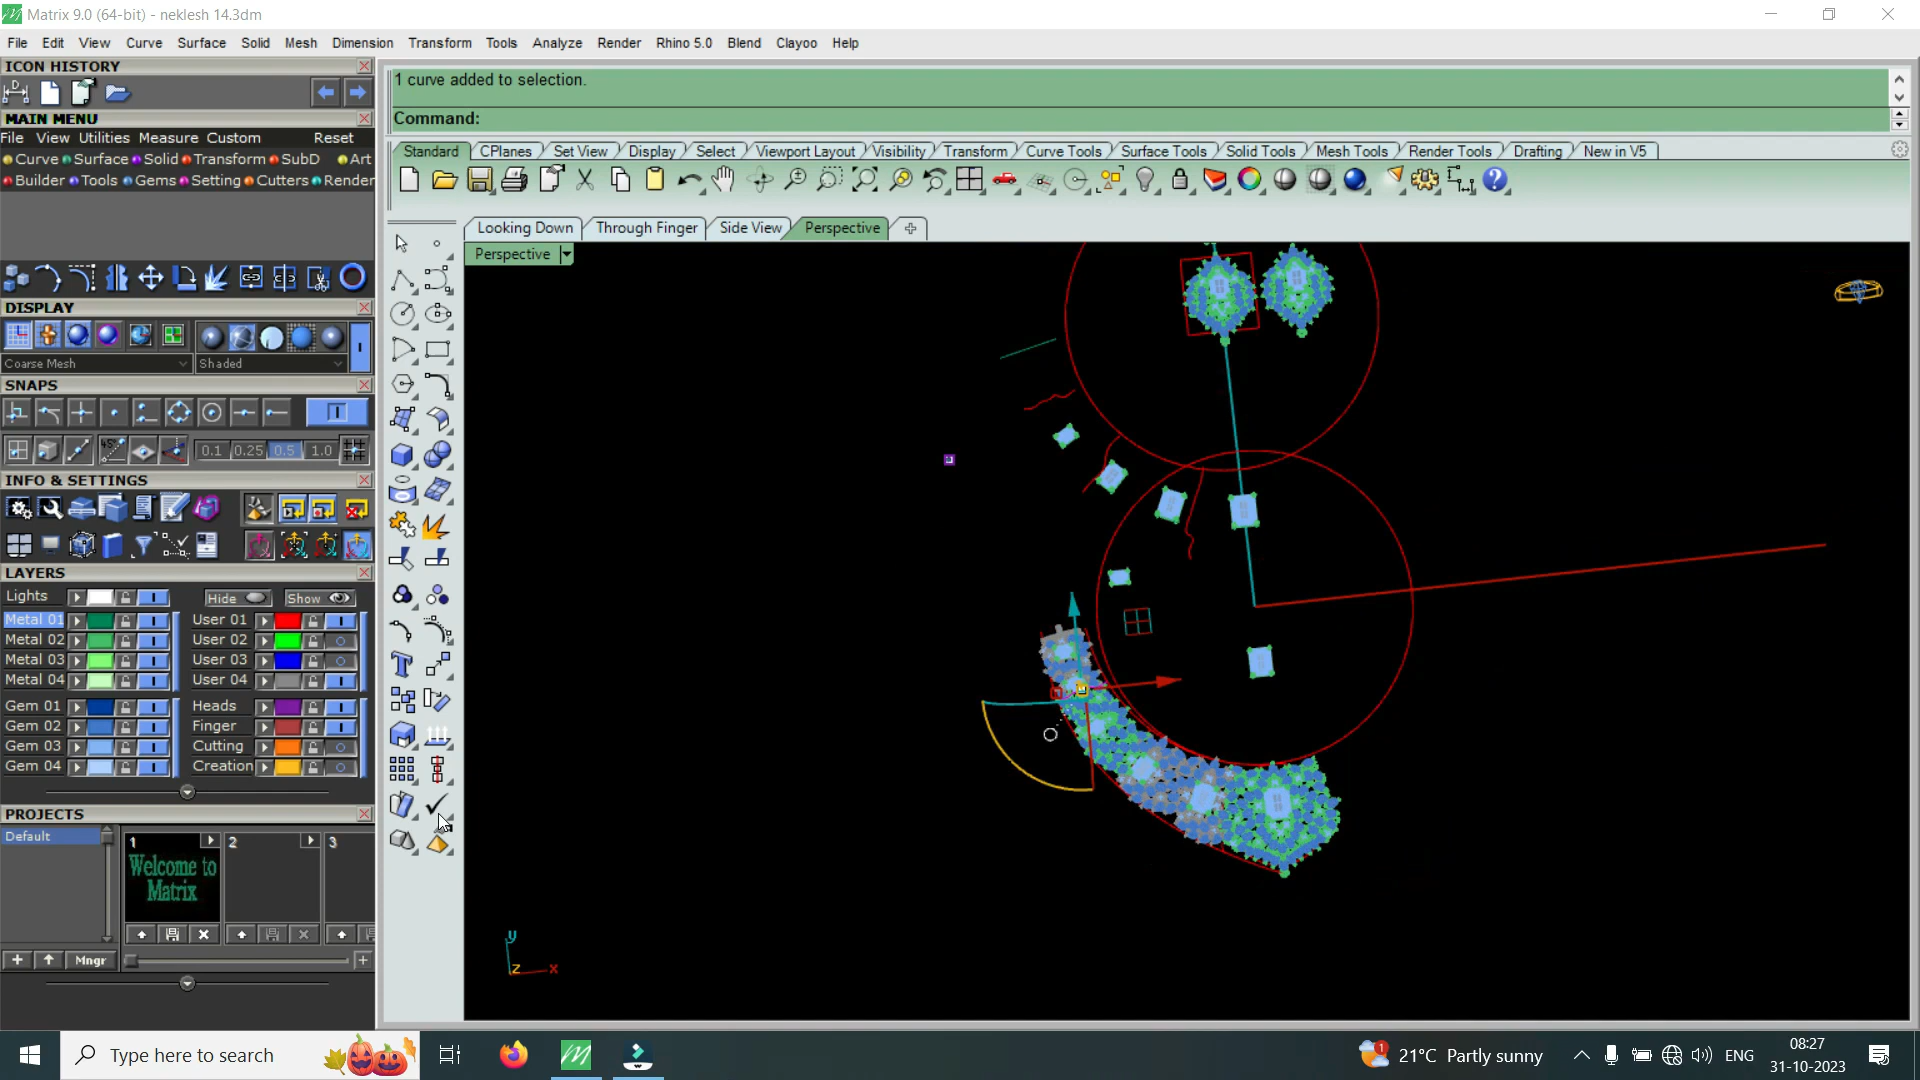 Matrix 9.0 (64-bit) - neklesh 14.3dm
File Edit View Curve Surface Solid Mesh Dimension Transform Tools Analyze Render Rhino 5.0 Blend Clayoo Help
ICON HISTORY
1 curve added to selection.
MAIN MENU
Command:
File View Utilities Measure Custom Reset
Standard CPlanes Set View Display Select Viewport Layout Visibility Transform Curve Tools Surface Tools Solid Tools Mesh Tools Render Tools Drafting New in V5
Curve Surface Solid Transform SubD Art
Builder Tools Gems Setting Cutters Render
Looking Down Through Finger Side View Perspective
Perspective
DISPLAY
Coarse Mesh Shaded
SNAPS
0.1 0.25 0.5 1.0
INFO & SETTINGS
LAYERS
Lights Hide Show
Metal 01 User 01
Metal 02 User 02
Metal 03 User 03
Metal 04 User 04
Gem 01 Heads
Gem 02 Finger
Gem 03 Cutting
Gem 04 Creation
PROJECTS
Default
1 2 3
Welcome to
Matrix
Mngr
y
z x
Type here to search
1
21°C Partly sunny
ENG
08:27
31-10-2023